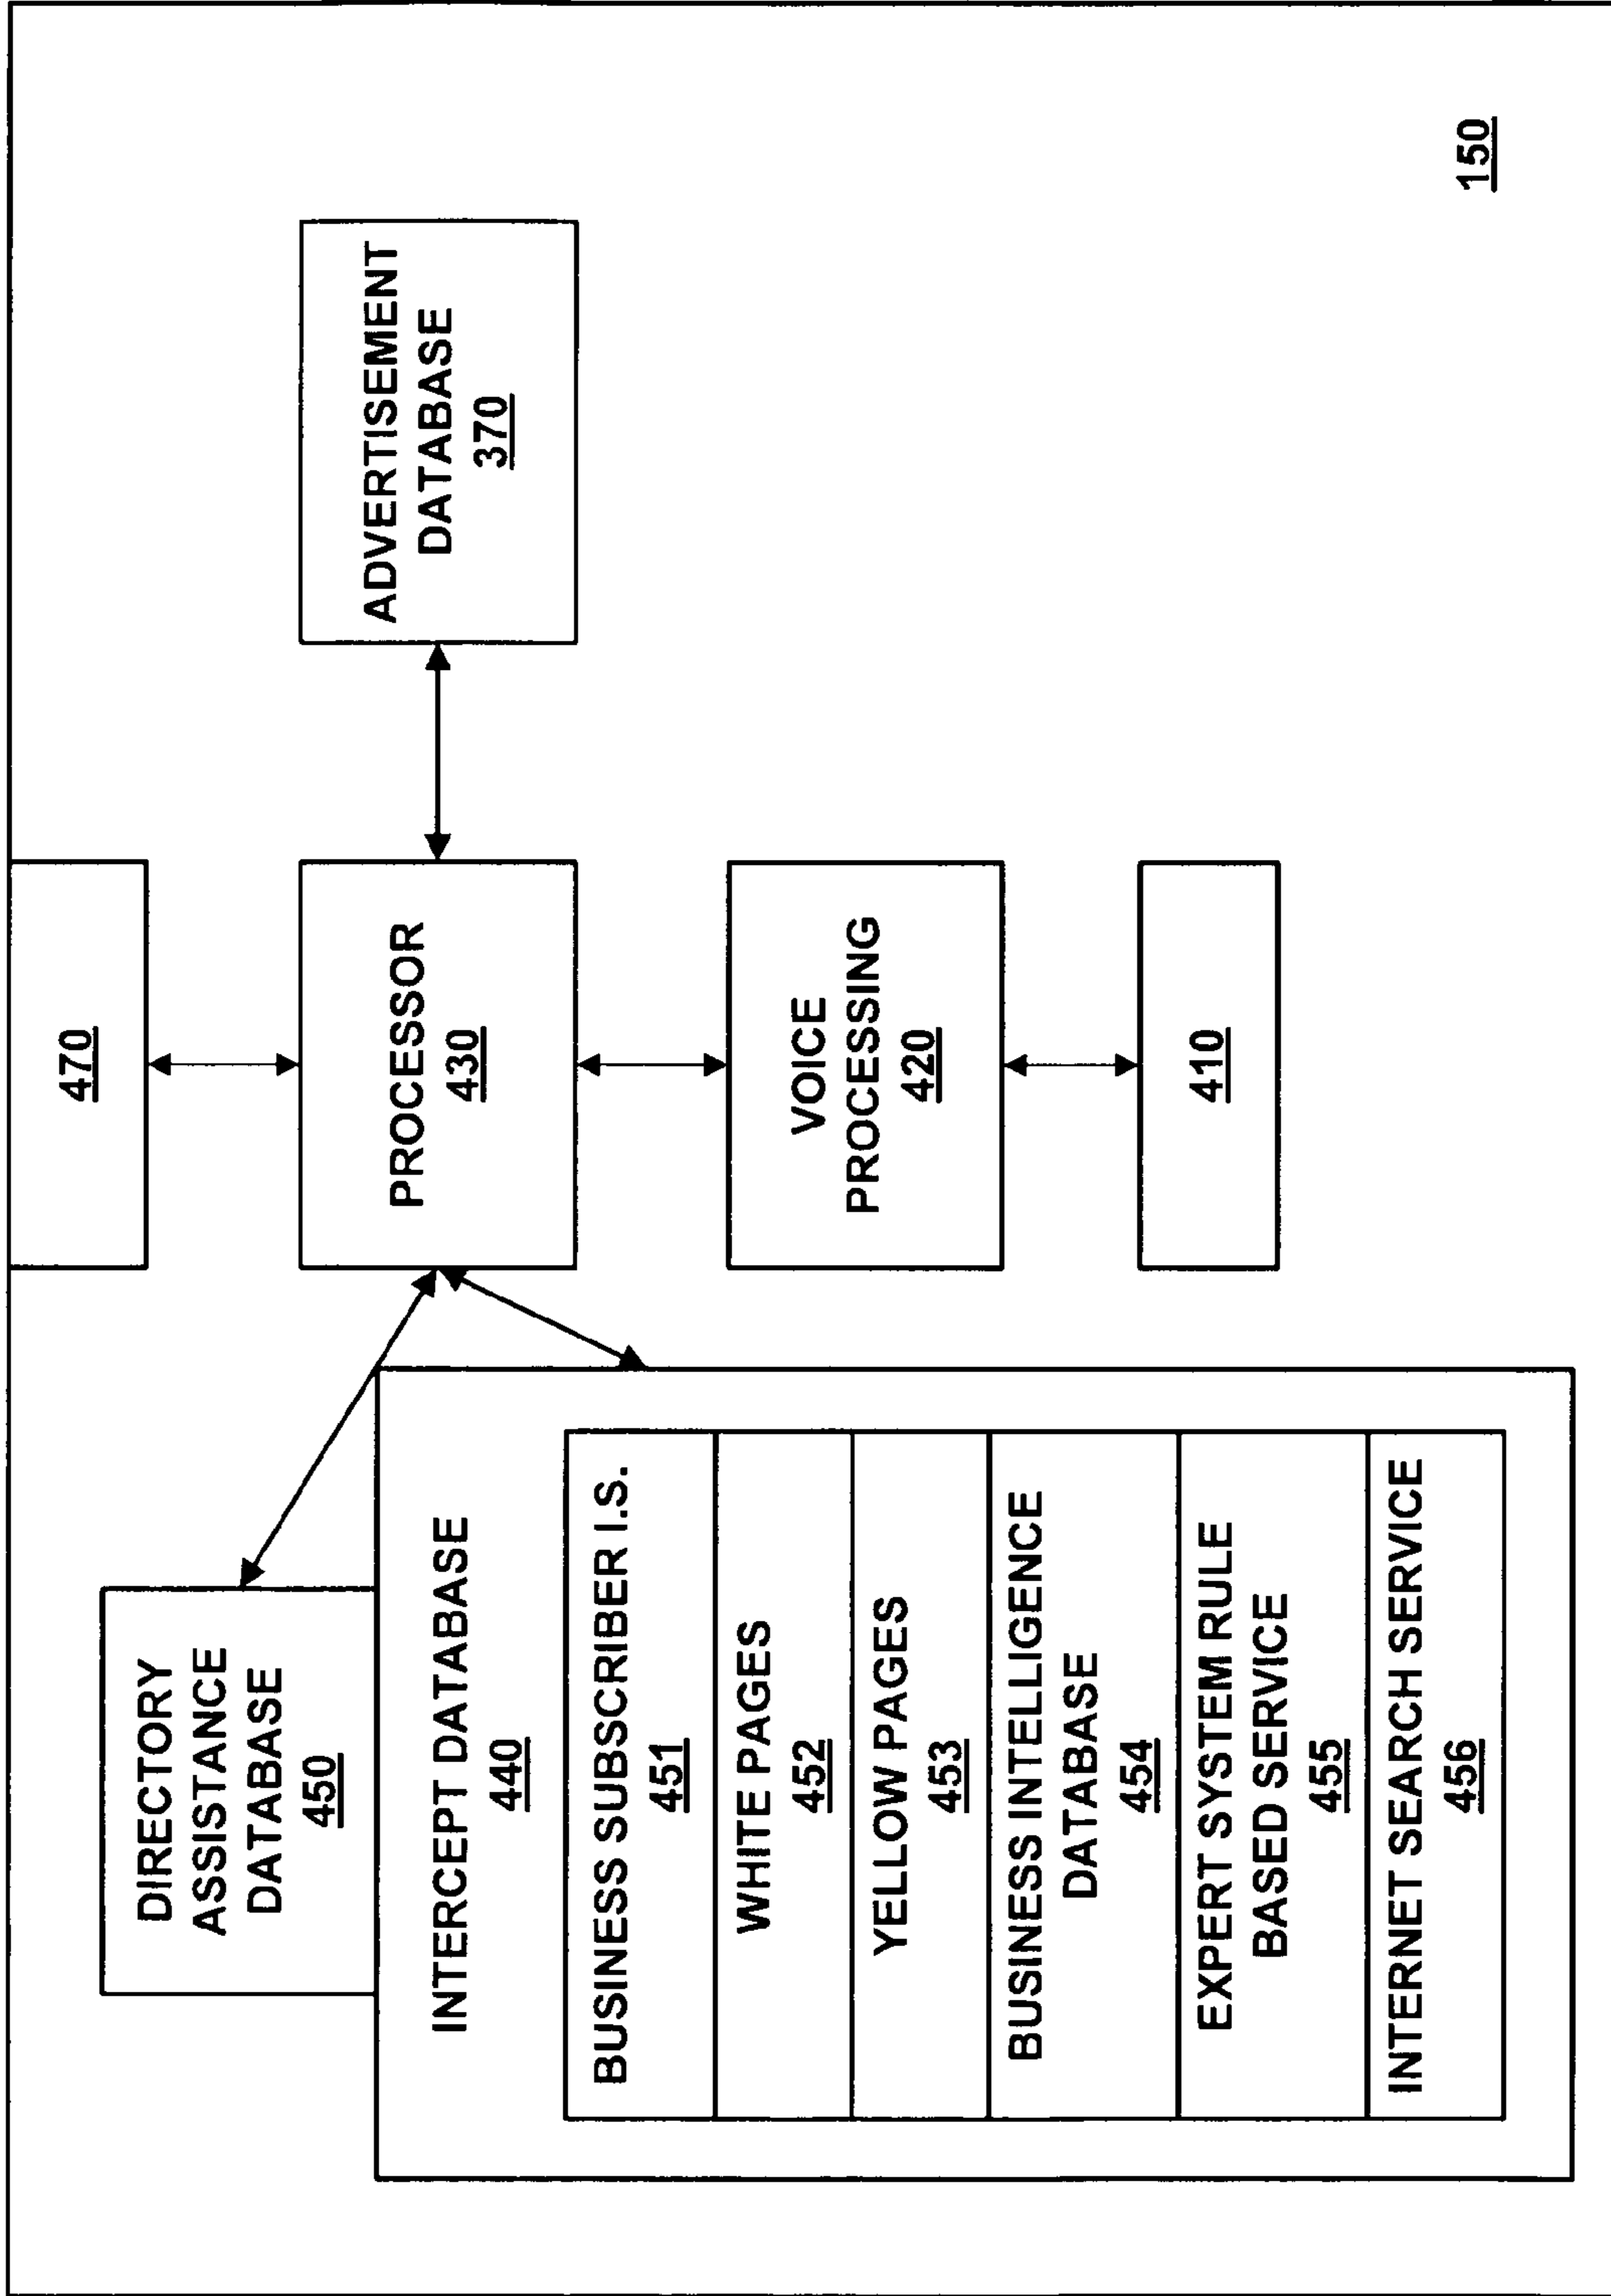 DIRECTORY
ASSISTANCE
DATABASE
450
INTERCEPT DATABASE
440
BUSINESS SUBSCRIBER I.S.
451
WHITE PAGES
452
YELLOW PAGES
453
BUSINESS INTELLIGENCE
DATABASE
454
EXPERT SYSTEM RULE
BASED SERVICE
455
INTERNET SEARCH SERVICE
456
470
PROCESSOR
430
VOICE
PROCESSING
420
410
ADVERTISEMENT
DATABASE
370
150